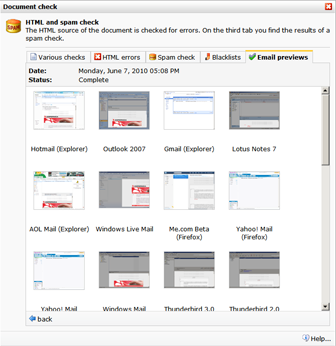 Document check
SPAM
HTML and spam check
The HTML source of the document is checked for errors. On the third tab you find the results of a
spam check.
Various checks HTML errors Spam check Blacklists Email previews
Date: Monday, June 7, 2010 05:08 PM
Status: Complete
Hotmail (Explorer) Outlook 2007 Gmail (Explorer) Lotus Notes 7
AOL Mail (Explorer) Windows Live Mail Me.com Beta Yahoo! Mail
(Firefox) (Firefox)
Yahoo! Mail Windows Mail Thunderbird 3.0 Thunderbird 2.0
back
Help...